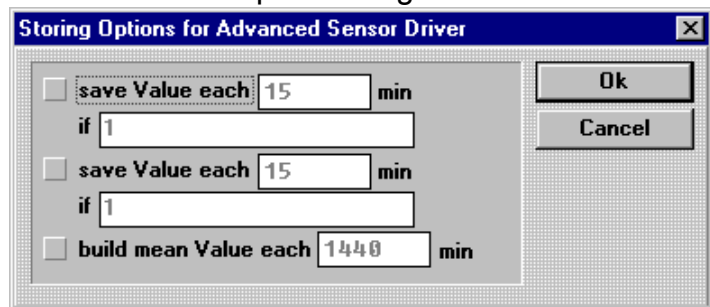 Storing Options for Advanced Sensor Driver
save Value each 15 min
Ok
if 1
Cancel
save Value each 15 min
if 1
build mean Value each 1440 min